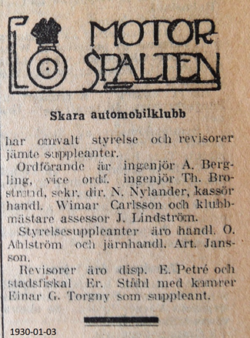 MOTOR-
SPALTEN
Skara automobilklubb
har omvalt styrelse och revisorer
jämte suppleanter.
Ordförande är ingenjör A. Berg-
ling, vice ordf. ingenjör Th. Bro-
strand, sekr. dir. N. Nylander, kassör
handl. Wimar Carlsson och klubb-
mästare assessor J. Lindström.
Styrelsesuppleanter äro handl. O.
Ahlström och järnhandl. Art. Jans-
son.
Revisorer äro disp. E. Petré och
stadsfiskal Er. Ståhl med kamrer
Einar G. Torgny som suppleant.
1930-01-03